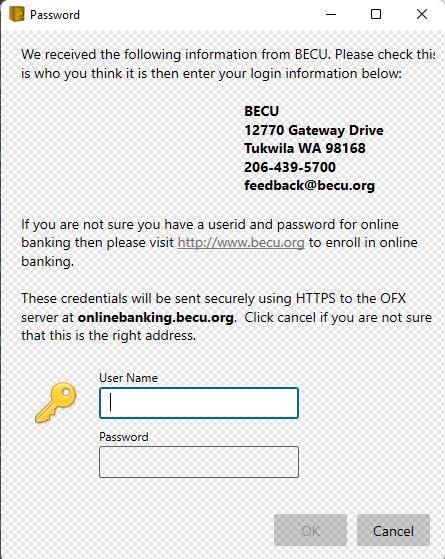 Password
We received the following information from BECU. Please check this
is who you think it is then enter your login information below:
BECU
12770 Gateway Drive
Tukwila WA 98168
206-439-5700
feedback@becu.org
If you are not sure you have a userid and password for online
banking then please visit http://www.becu.org to enroll in online
banking.
These credentials will be sent securely using HTTPS to the OFX
server at onlinebanking.becu.org.  Click cancel if you are not sure
that this is the right address.
User Name
Password
OK
Cancel